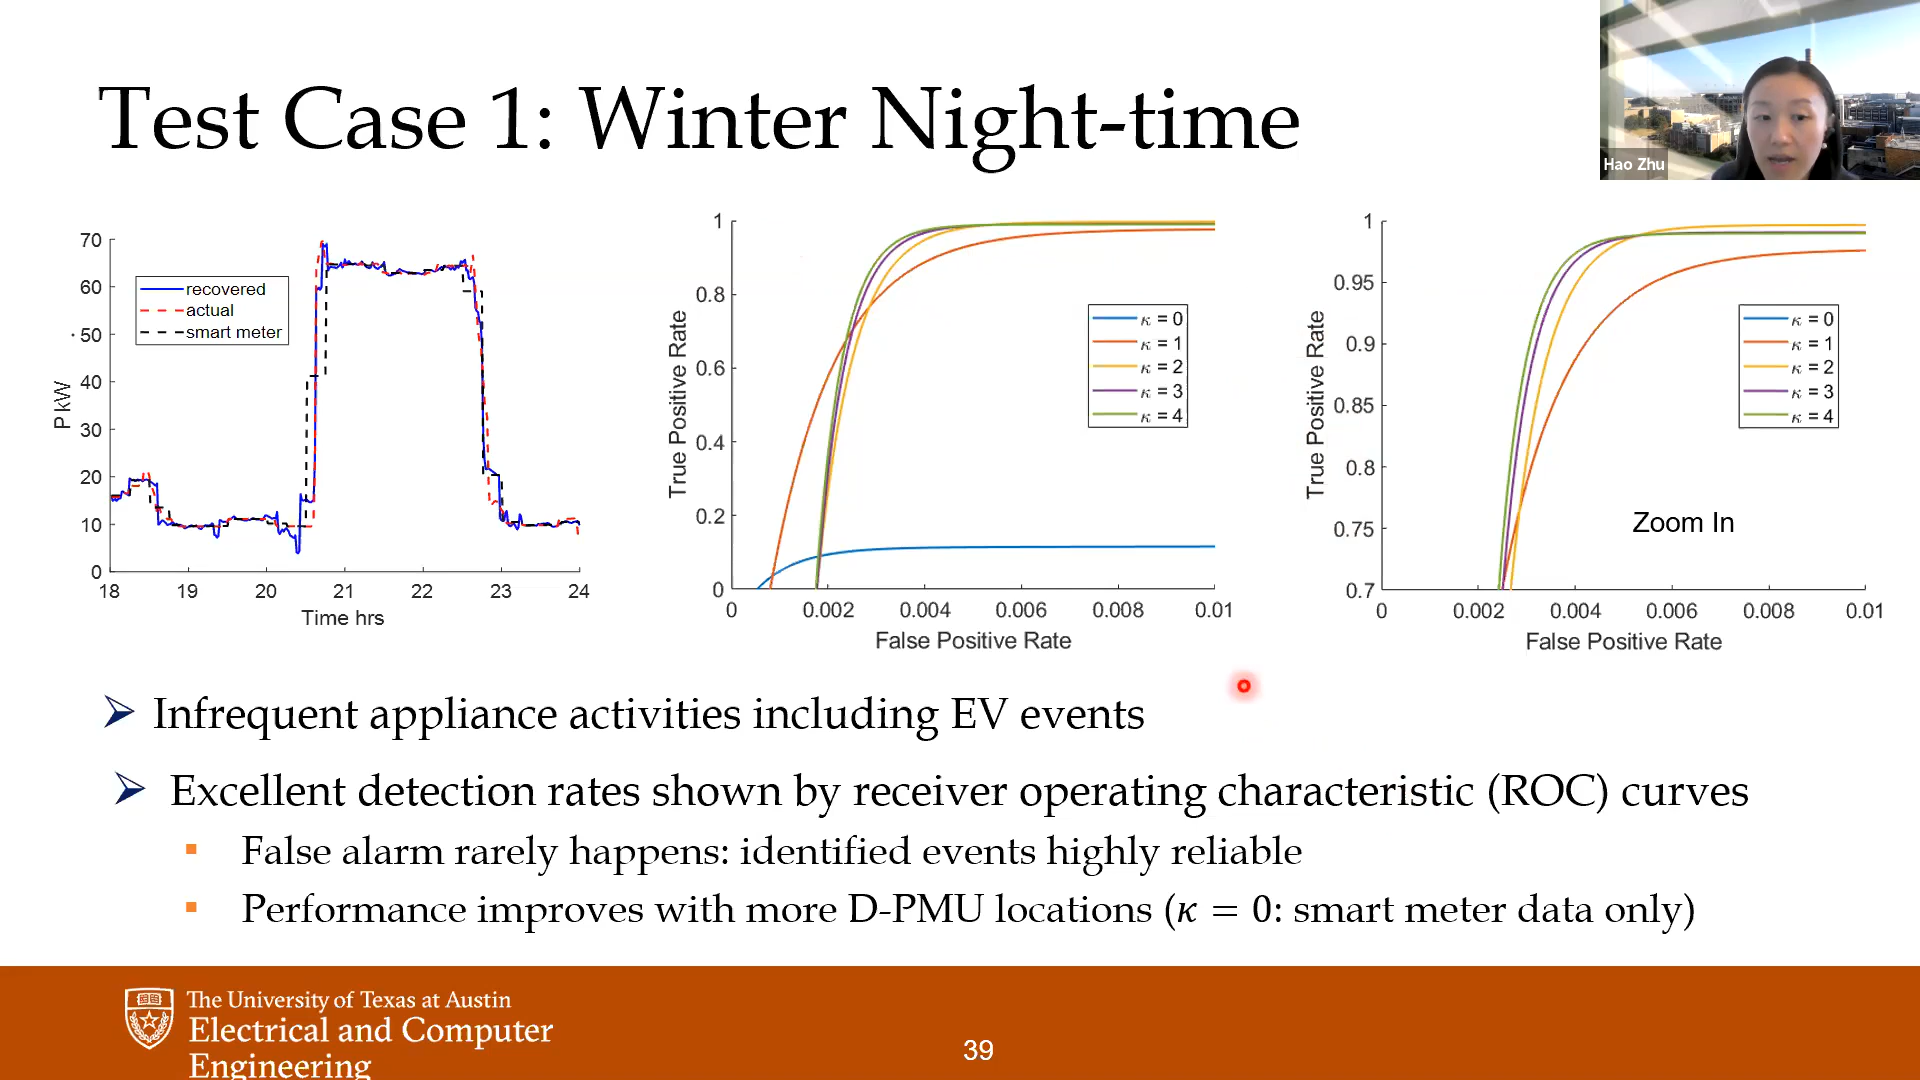 Test Case 1: Winter Night-time
Hao Zhu
70
60
50
40
30
20
10
0
P kW
recovered
actual
smart meter
18
19
20
21
22
23
24
Time hrs
1
0.8
0.6
0.4
0.2
0
True Positive Rate
κ = 0
κ = 1
κ = 2
κ = 3
κ = 4
0
0.002
0.004
0.006
0.008
0.01
False Positive Rate
1
0.95
0.9
0.85
0.8
0.75
0.7
True Positive Rate
κ = 0
κ = 1
κ = 2
κ = 3
κ = 4
Zoom In
0
0.002
0.004
0.006
0.008
0.01
False Positive Rate
Infrequent appliance activities including EV events
Excellent detection rates shown by receiver operating characteristic (ROC) curves
False alarm rarely happens: identified events highly reliable
Performance improves with more D-PMU locations (κ = 0: smart meter data only)
The University of Texas at Austin
Electrical and Computer
Engineering
39